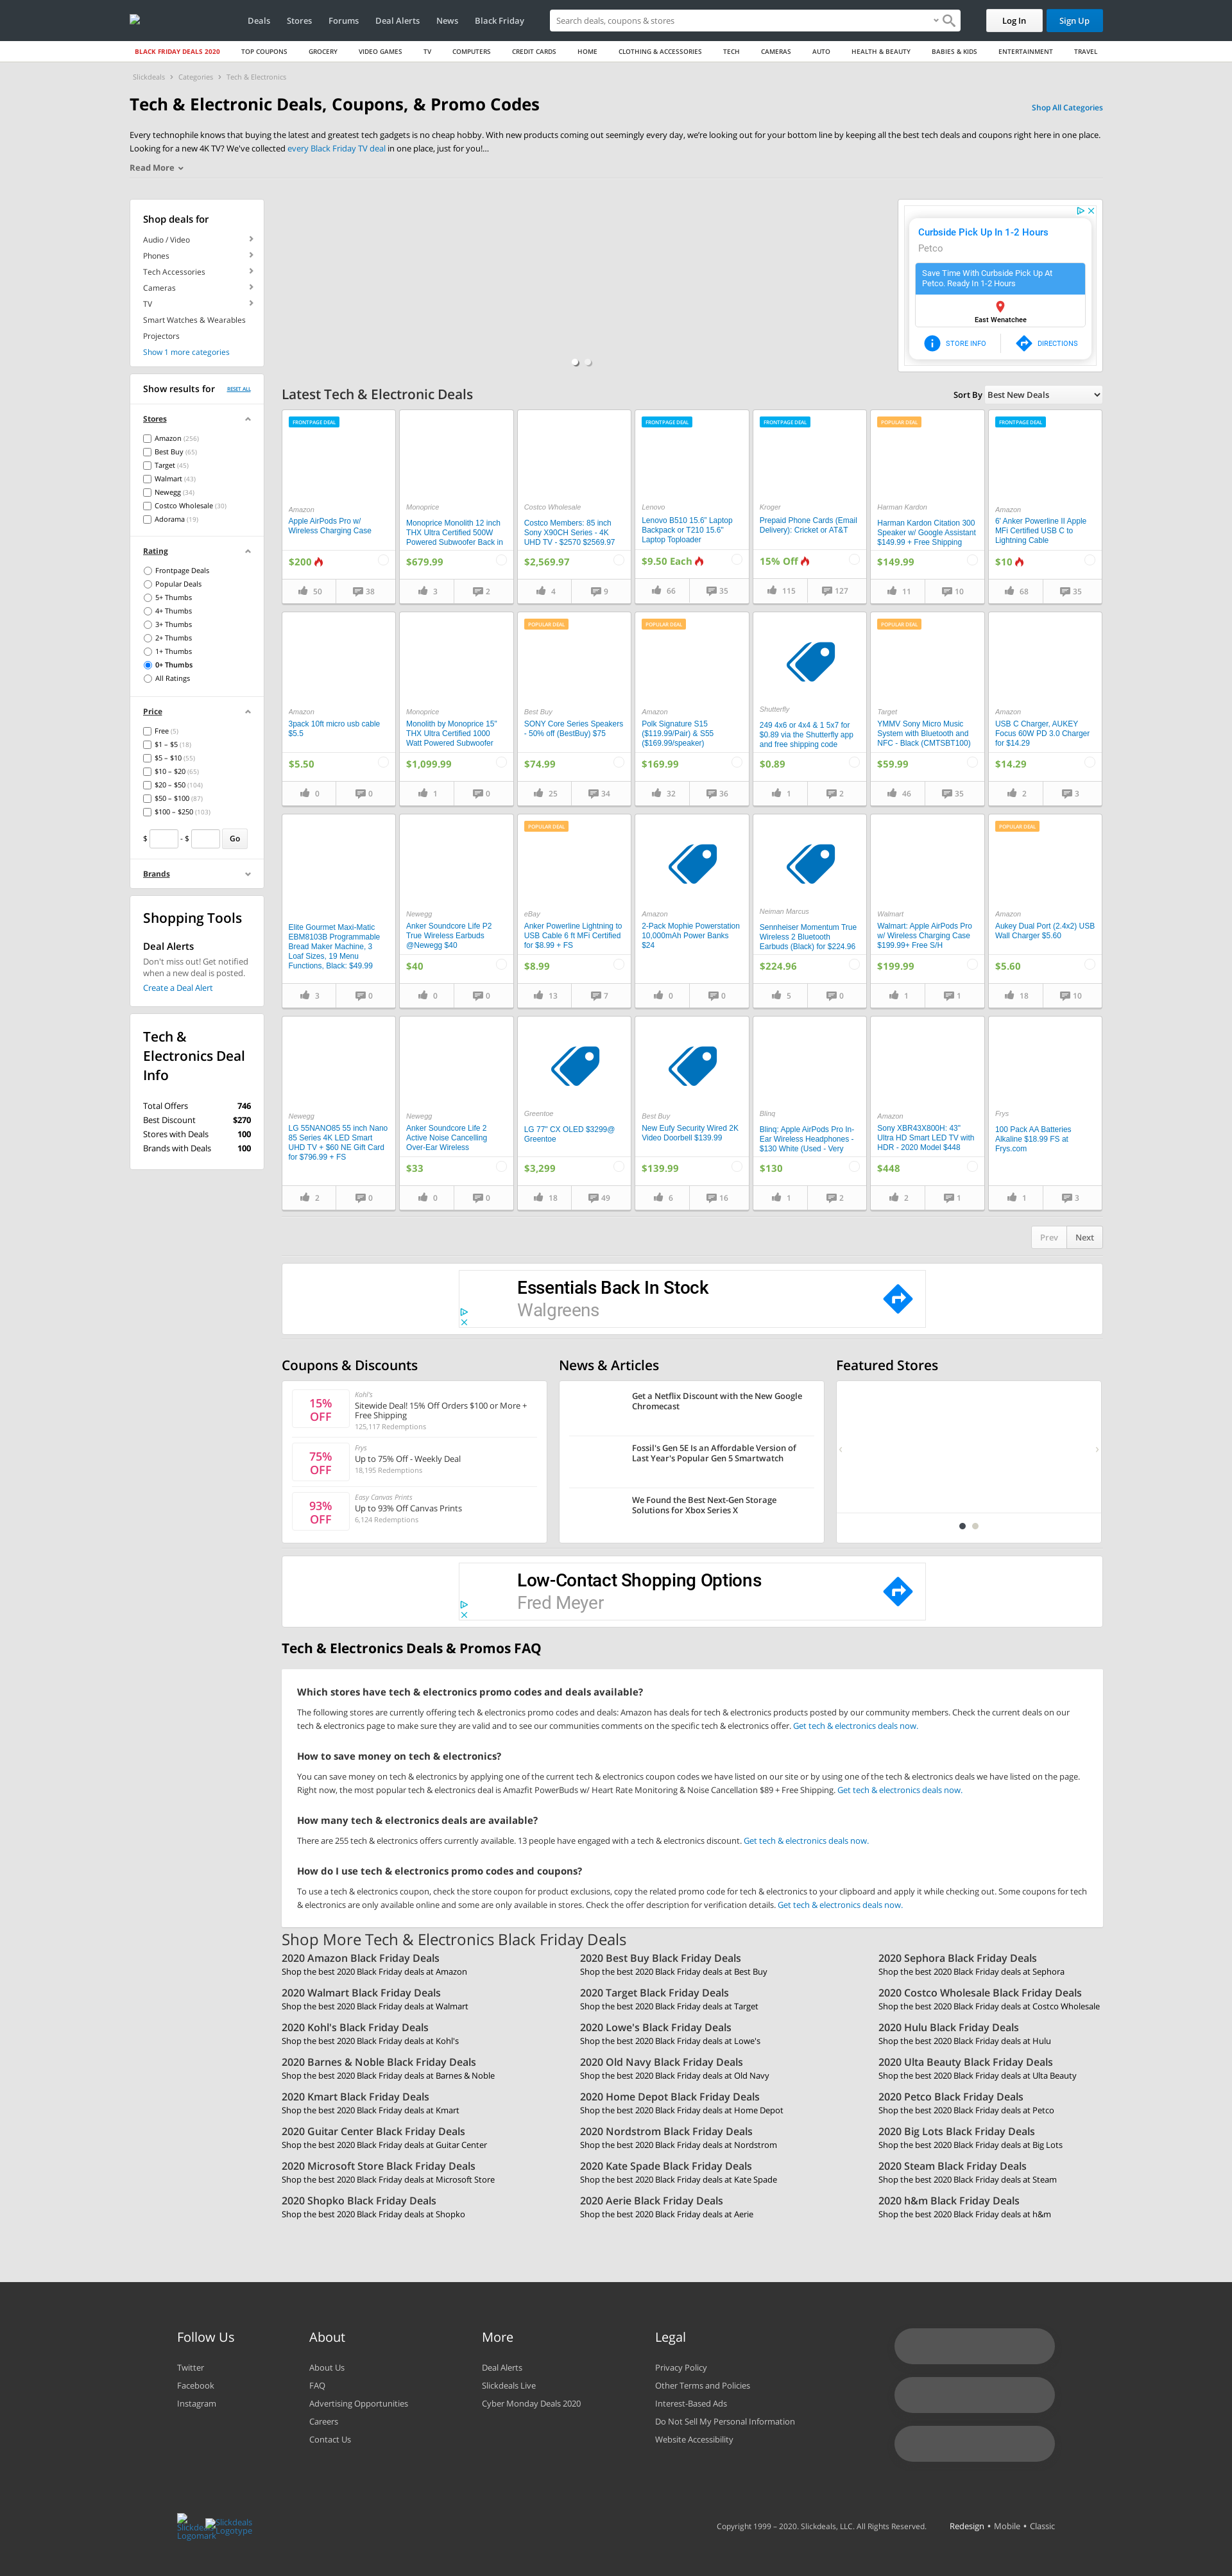 Deals Stores Forums Deal Alerts News Black Friday
Search deals, coupons & stores
Log In Sign Up
BLACK FRIDAY DEALS 2020 TOP COUPONS GROCERY VIDEO GAMES TV COMPUTERS CREDIT CARDS HOME CLOTHING & ACCESSORIES TECH CAMERAS AUTO HEALTH & BEAUTY BABIES & KIDS ENTERTAINMENT TRAVEL
Slickdeals > Categories > Tech & Electronics
Tech & Electronic Deals, Coupons, & Promo Codes
Shop All Categories
Every technophile knows that buying the latest and greatest tech gadgets is no cheap hobby. With new products coming out seemingly every day, we're looking out for your bottom line by keeping all the best tech deals and coupons right here in one place.
Looking for a new 4K TV? We've collected every Black Friday TV deal in one place, just for you!...
Read More
Shop deals for
Audio / Video
Phones
Tech Accessories
Cameras
TV
Smart Watches & Wearables
Projectors
Show 1 more categories
Curbside Pick Up In 1-2 Hours
Petco
Save Time With Curbside Pick Up At
Petco. Ready In 1-2 Hours
East Wenatchee
STORE INFO DIRECTIONS
Show results for RESET ALL
Stores
Amazon (256)
Best Buy (65)
Target (45)
Walmart (43)
Newegg (34)
Costco Wholesale (30)
Adorama (19)
Rating
Frontpage Deals
Popular Deals
5+ Thumbs
4+ Thumbs
3+ Thumbs
2+ Thumbs
1+ Thumbs
0+ Thumbs
All Ratings
Price
Free (5)
$1 – $5 (18)
$5 – $10 (55)
$10 – $20 (65)
$20 – $50 (104)
$50 – $100 (87)
$100 – $250 (103)
$ - $ Go
Brands
Shopping Tools
Deal Alerts
Don't miss out! Get notified
when a new deal is posted.
Create a Deal Alert
Tech &
Electronics Deal
Info
Total Offers 746
Best Discount $270
Stores with Deals 100
Brands with Deals 100
Latest Tech & Electronic Deals
Sort By Best New Deals
FRONTPAGE DEAL
Amazon
Apple AirPods Pro w/
Wireless Charging Case
$200
50 38
Monoprice
Monoprice Monolith 12 inch
THX Ultra Certified 500W
Powered Subwoofer Back in
$679.99
3 2
Costco Wholesale
Costco Members: 85 inch
Sony X90CH Series - 4K
UHD TV - $2570 $2569.97
$2,569.97
4 9
FRONTPAGE DEAL
Lenovo
Lenovo B510 15.6" Laptop
Backpack or T210 15.6"
Laptop Toploader
$9.50 Each
66 35
FRONTPAGE DEAL
Kroger
Prepaid Phone Cards (Email
Delivery): Cricket or AT&T
15% Off
115 127
POPULAR DEAL
Harman Kardon
Harman Kardon Citation 300
Speaker w/ Google Assistant
$149.99 + Free Shipping
$149.99
11 10
FRONTPAGE DEAL
Amazon
6' Anker Powerline II Apple
MFi Certified USB C to
Lightning Cable
$10
68 35
Amazon
3pack 10ft micro usb cable
$5.5
$5.50
0 0
Monoprice
Monolith by Monoprice 15"
THX Ultra Certified 1000
Watt Powered Subwoofer
$1,099.99
1 0
POPULAR DEAL
Best Buy
SONY Core Series Speakers
- 50% off (BestBuy) $75
$74.99
25 34
POPULAR DEAL
Amazon
Polk Signature S15
($119.99/Pair) & S55
($169.99/speaker)
$169.99
32 36
Shutterfly
249 4x6 or 4x4 & 1 5x7 for
$0.89 via the Shutterfly app
and free shipping code
$0.89
1 2
POPULAR DEAL
Target
YMMV Sony Micro Music
System with Bluetooth and
NFC - Black (CMTSBT100)
$59.99
46 35
Amazon
USB C Charger, AUKEY
Focus 60W PD 3.0 Charger
for $14.29
$14.29
2 3
Elite Gourmet Maxi-Matic
EBM8103B Programmable
Bread Maker Machine, 3
Loaf Sizes, 19 Menu
Functions, Black: $49.99
3 0
Newegg
Anker Soundcore Life P2
True Wireless Earbuds
@Newegg $40
$40
0 0
POPULAR DEAL
eBay
Anker Powerline Lightning to
USB Cable 6 ft MFi Certified
for $8.99 + FS
$8.99
13 7
Amazon
2-Pack Mophie Powerstation
10,000mAh Power Banks
$24
0 0
Neiman Marcus
Sennheiser Momentum True
Wireless 2 Bluetooth
Earbuds (Black) for $224.96
$224.96
5 0
Walmart
Walmart: Apple AirPods Pro
w/ Wireless Charging Case
$199.99+ Free S/H
$199.99
1 1
POPULAR DEAL
Amazon
Aukey Dual Port (2.4x2) USB
Wall Charger $5.60
$5.60
18 10
Newegg
LG 55NANO85 55 inch Nano
85 Series 4K LED Smart
UHD TV + $60 NE Gift Card
for $796.99 + FS
2 0
Newegg
Anker Soundcore Life 2
Active Noise Cancelling
Over-Ear Wireless
$33
0 0
Greentoe
LG 77" CX OLED $3299@
Greentoe
$3,299
18 49
Best Buy
New Eufy Security Wired 2K
Video Doorbell $139.99
$139.99
6 16
Blinq
Blinq: Apple AirPods Pro In-
Ear Wireless Headphones -
$130 White (Used - Very
$130
1 2
Amazon
Sony XBR43X800H: 43"
Ultra HD Smart LED TV with
HDR - 2020 Model $448
$448
2 1
Frys
100 Pack AA Batteries
Alkaline $18.99 FS at
Frys.com
1 3
Prev Next
Essentials Back In Stock
Walgreens
Coupons & Discounts
15% OFF
Kohl's
Sitewide Deal! 15% Off Orders $100 or More +
Free Shipping
125,117 Redemptions
75% OFF
Frys
Up to 75% Off - Weekly Deal
18,195 Redemptions
93% OFF
Easy Canvas Prints
Up to 93% Off Canvas Prints
6,124 Redemptions
News & Articles
Get a Netflix Discount with the New Google
Chromecast
Fossil's Gen 5E Is an Affordable Version of
Last Year's Popular Gen 5 Smartwatch
We Found the Best Next-Gen Storage
Solutions for Xbox Series X
Featured Stores
Low-Contact Shopping Options
Fred Meyer
Tech & Electronics Deals & Promos FAQ
Which stores have tech & electronics promo codes and deals available?
The following stores are currently offering tech & electronics promo codes and deals: Amazon has deals for tech & electronics products posted by our community members. Check the current deals on our
tech & electronics page to make sure they are valid and to see our communities comments on the specific tech & electronics offer. Get tech & electronics deals now.
How to save money on tech & electronics?
You can save money on tech & electronics by applying one of the current tech & electronics coupon codes we have listed on our site or by using one of the tech & electronics deals we have listed on the page.
Right now, the most popular tech & electronics deal is Amazfit PowerBuds w/ Heart Rate Monitoring & Noise Cancellation $89 + Free Shipping. Get tech & electronics deals now.
How many tech & electronics deals are available?
There are 255 tech & electronics offers currently available. 13 people have engaged with a tech & electronics discount. Get tech & electronics deals now.
How do I use tech & electronics promo codes and coupons?
To use a tech & electronics coupon, check the store coupon for product exclusions, copy the related promo code for tech & electronics to your clipboard and apply it while checking out. Some coupons for tech
& electronics are only available online and some are only available in stores. Check the offer description for verification details. Get tech & electronics deals now.
Shop More Tech & Electronics Black Friday Deals
2020 Amazon Black Friday Deals
Shop the best 2020 Black Friday deals at Amazon
2020 Best Buy Black Friday Deals
Shop the best 2020 Black Friday deals at Best Buy
2020 Sephora Black Friday Deals
Shop the best 2020 Black Friday deals at Sephora
2020 Walmart Black Friday Deals
Shop the best 2020 Black Friday deals at Walmart
2020 Target Black Friday Deals
Shop the best 2020 Black Friday deals at Target
2020 Costco Wholesale Black Friday Deals
Shop the best 2020 Black Friday deals at Costco Wholesale
2020 Kohl's Black Friday Deals
Shop the best 2020 Black Friday deals at Kohl's
2020 Lowe's Black Friday Deals
Shop the best 2020 Black Friday deals at Lowe's
2020 Hulu Black Friday Deals
Shop the best 2020 Black Friday deals at Hulu
2020 Barnes & Noble Black Friday Deals
Shop the best 2020 Black Friday deals at Barnes & Noble
2020 Old Navy Black Friday Deals
Shop the best 2020 Black Friday deals at Old Navy
2020 Ulta Beauty Black Friday Deals
Shop the best 2020 Black Friday deals at Ulta Beauty
2020 Kmart Black Friday Deals
Shop the best 2020 Black Friday deals at Kmart
2020 Home Depot Black Friday Deals
Shop the best 2020 Black Friday deals at Home Depot
2020 Petco Black Friday Deals
Shop the best 2020 Black Friday deals at Petco
2020 Guitar Center Black Friday Deals
Shop the best 2020 Black Friday deals at Guitar Center
2020 Nordstrom Black Friday Deals
Shop the best 2020 Black Friday deals at Nordstrom
2020 Big Lots Black Friday Deals
Shop the best 2020 Black Friday deals at Big Lots
2020 Microsoft Store Black Friday Deals
Shop the best 2020 Black Friday deals at Microsoft Store
2020 Kate Spade Black Friday Deals
Shop the best 2020 Black Friday deals at Kate Spade
2020 Steam Black Friday Deals
Shop the best 2020 Black Friday deals at Steam
2020 Shopko Black Friday Deals
Shop the best 2020 Black Friday deals at Shopko
2020 Aerie Black Friday Deals
Shop the best 2020 Black Friday deals at Aerie
2020 h&m Black Friday Deals
Shop the best 2020 Black Friday deals at h&m
Follow Us
Twitter
Facebook
Instagram
About
About Us
FAQ
Advertising Opportunities
Careers
Contact Us
More
Deal Alerts
Slickdeals Live
Cyber Monday Deals 2020
Legal
Privacy Policy
Other Terms and Policies
Interest-Based Ads
Do Not Sell My Personal Information
Website Accessibility
Slickdeals Logomark
Slickdeals Logotype
Copyright 1999 – 2020. Slickdeals, LLC. All Rights Reserved. Redesign • Mobile • Classic